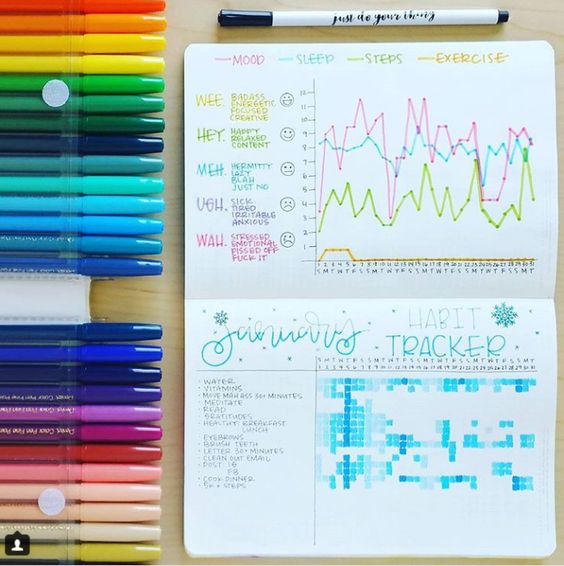 just do your thing
MOOD SLEEP STEPS EXERCISE
WEE. BADASS
ENERGETIC
FOCUSED
CREATIVE
HEY. HAPPY
RELAXED
CONTENT
MEH. HERMITTY
LAZY
BLAH
JUST NO
UGH. SICK
TIRED
IRRITABLE
ANXIOUS
WAH. STRESSED
EMOTIONAL
PISSED OFF
FUCK IT
12
11
10
9
8
7
6
5
4
3
2
1
1 2 3 4 5 6 7 8 9 10 11 12 13 14 15 16 17 18 19 20 21 22 23 24 25 26 27 28 29 30 31
S M T W T F S S M T W T F S S M T W T F S S M T W T F S S M T
january HABIT
TRACKER
S M T W T F S S M T W T F S S M T W T F S S M T W T F S S M T
1 2 3 4 5 6 7 8 9 10 11 12 13 14 15 16 17 18 19 20 21 22 23 24 25 26 27 28 29 30 31
· WATER
· VITAMINS
· MOVE MAH ASS 30+ MINUTES
· MEDITATE
· READ
· GRATITUDES
· HEALTHY: BREAKFAST
LUNCH
· EYEBROWS
· BRUSH TEETH
· LETTER 30+ MINUTES
· CLEAN OUT EMAIL
· POST: IG
FB
· COOK DINNER
· 5K+ STEPS